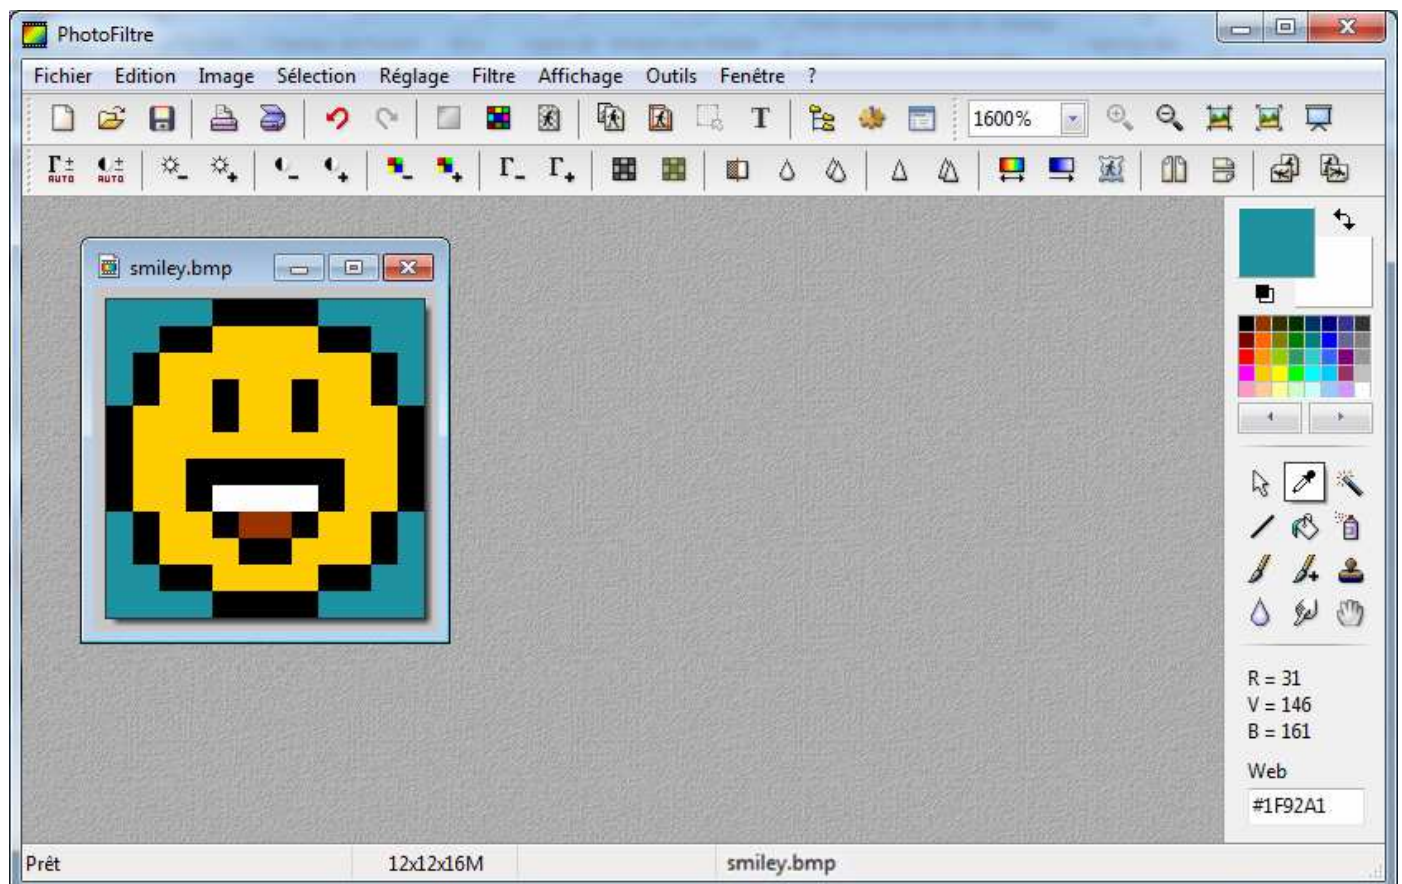 PhotoFiltre
Fichier Edition Image Sélection Réglage Filtre Affichage Outils Fenêtre ?
T 1600%
Γ± AUTO ± AUTO Γ- Γ+
smiley.bmp
R = 31
V = 146
B = 161
Web
#1F92A1
Prêt 12x12x16M smiley.bmp